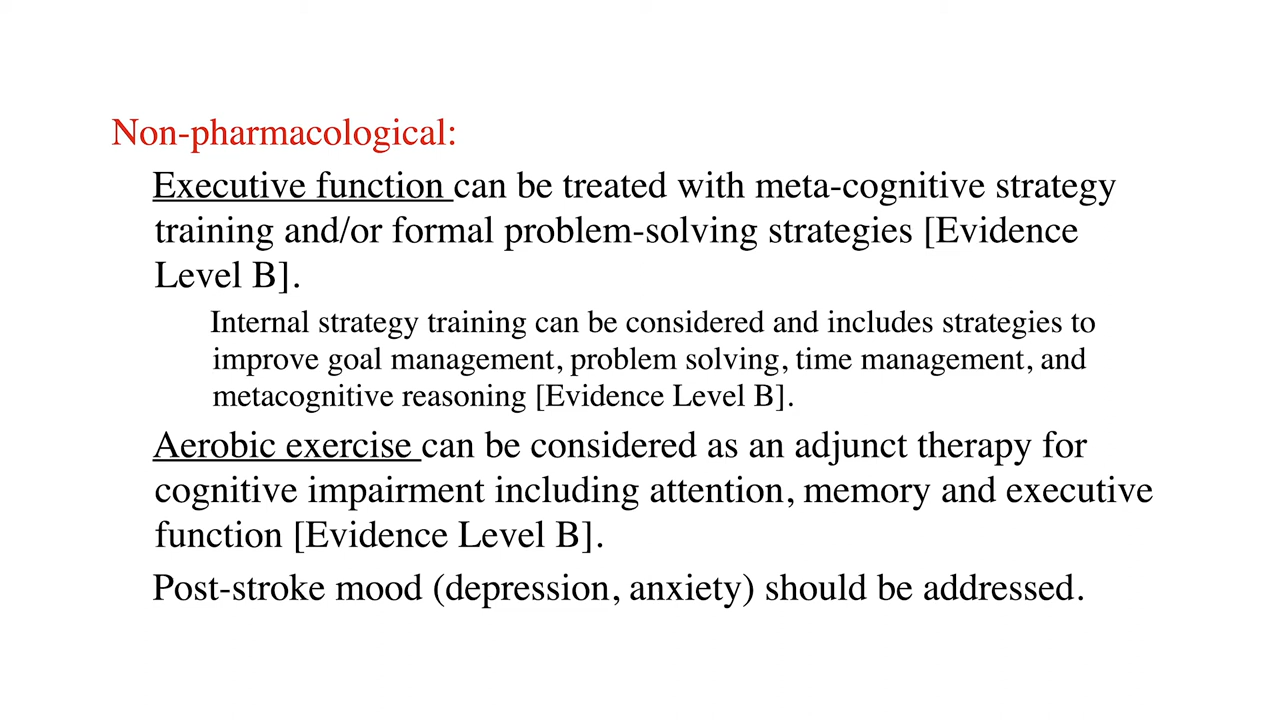 Non-pharmacological:
Executive function can be treated with meta-cognitive strategy
training and/or formal problem-solving strategies [Evidence
Level B].
Internal strategy training can be considered and includes strategies to
improve goal management, problem solving, time management, and
metacognitive reasoning [Evidence Level B].
Aerobic exercise can be considered as an adjunct therapy for
cognitive impairment including attention, memory and executive
function [Evidence Level B].
Post-stroke mood (depression, anxiety) should be addressed.